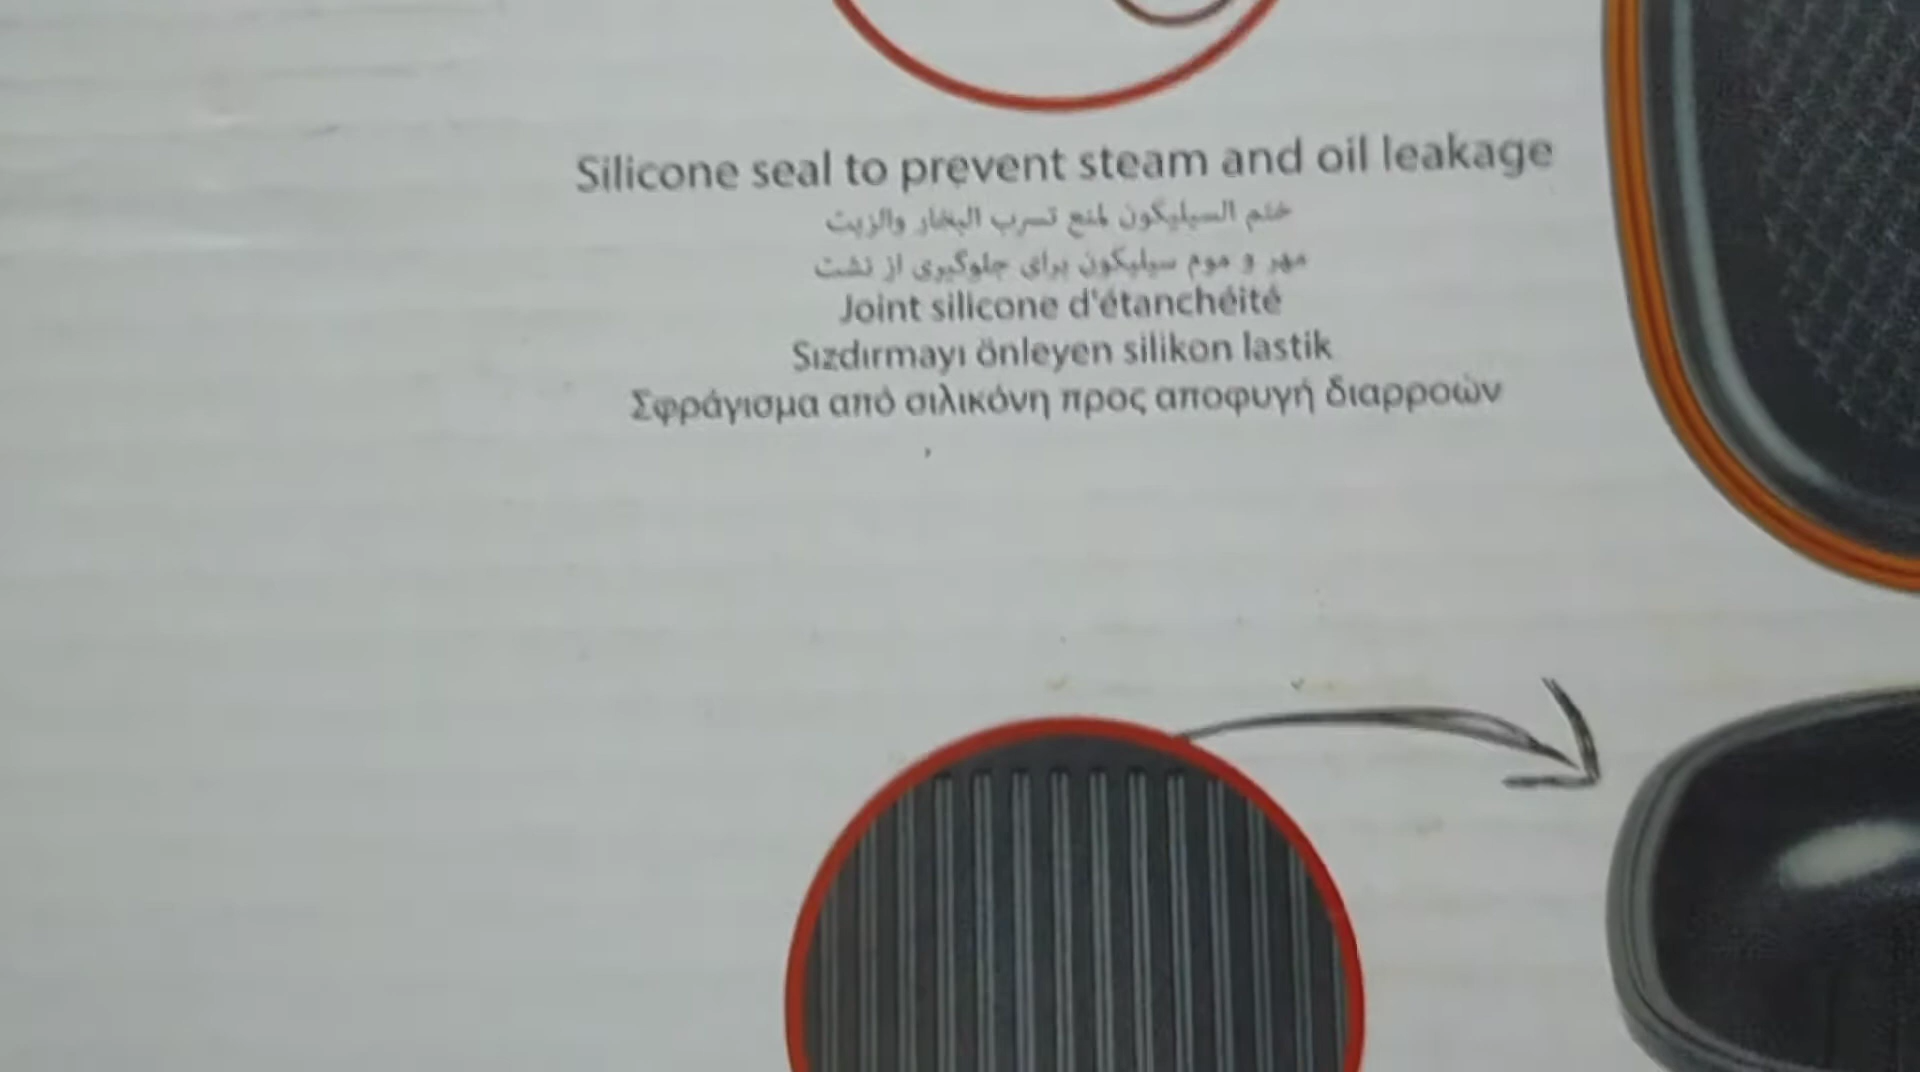 Silicone seal to prevent steam and oil leakage
ختم السيليكون لمنع تسرب البخار والزيت
مهر و موم سیلیکون برای جلوگیری از نشت
Joint silicone d'étanchéité
Sızdırmayı önleyen silikon lastik
Σφράγισμα από σιλικόνη προς αποφυγή διαρροών